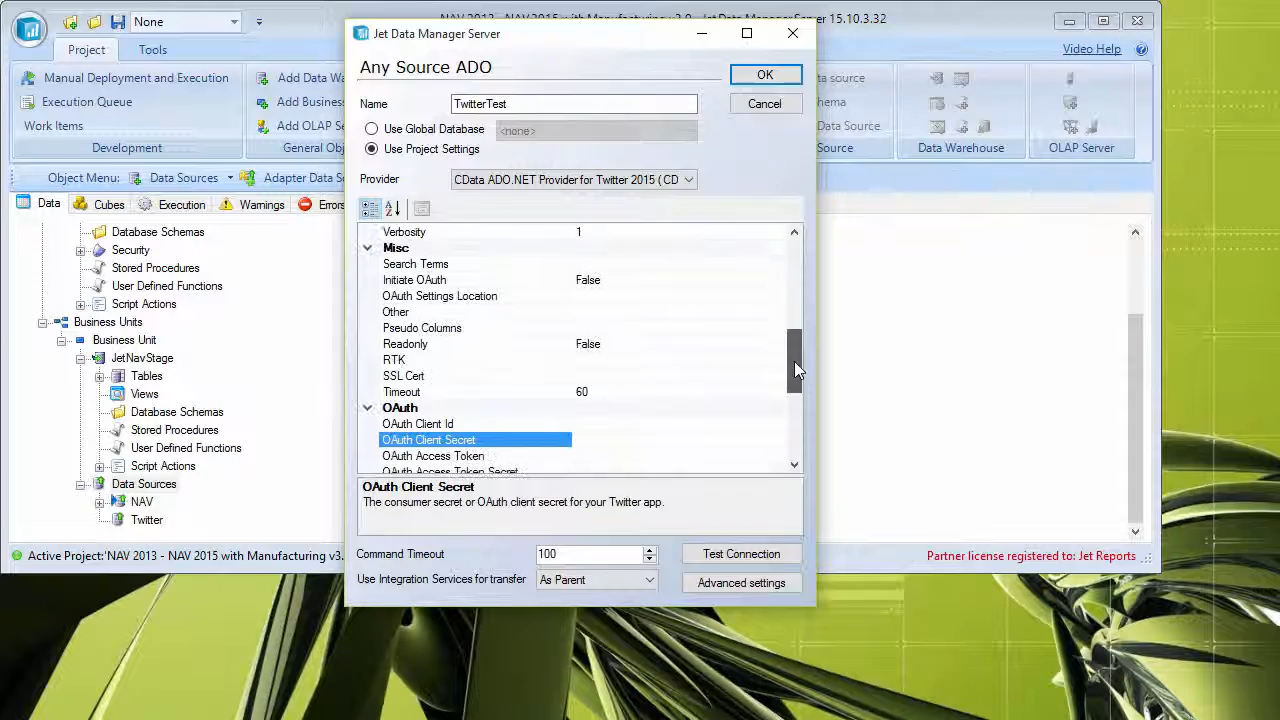 None
NAV 2013 - NAV 2015 with Manufacturing v3.0 - Jet Data Manager Server 15.10.3.32
Project
Tools
Video Help
Manual Deployment and Execution
Execution Queue
Work Items
Development
Add Data Wa
Add Business
Add OLAP S
General Obj
Data source
hema
Data Source.
Source
Data Warehouse
OLAP Server
Object Menu:
Data Sources
Adapter Data S
Data
Cubes
Execution
Warnings
Errors
Database Schemas
Security
Stored Procedures
User Defined Functions
Script Actions
Business Units
Business Unit
JetNavStage
Tables
Views
Database Schemas
Stored Procedures
User Defined Functions
Script Actions
Data Sources
NAV
Twitter
Active Project: 'NAV 2013 - NAV 2015 with Manufacturing v3.
Partner license registered to: Jet Reports
Jet Data Manager Server
Any Source ADO
OK
Name
TwitterTest
Cancel
Use Global Database
<none>
Use Project Settings
Provider
CData ADO.NET Provider for Twitter 2015 ( CD
Verbosity 1
Misc
Search Terms
Initiate OAuth False
OAuth Settings Location
Other
Pseudo Columns
Readonly False
RTK
SSL Cert
Timeout 60
OAuth
OAuth Client Id
OAuth Client Secret
OAuth Access Token
OAuth Access Token Secret
OAuth Client Secret
The consumer secret or OAuth client secret for your Twitter app.
Command Timeout
100
Test Connection
Use Integration Services for transfer
As Parent
Advanced settings